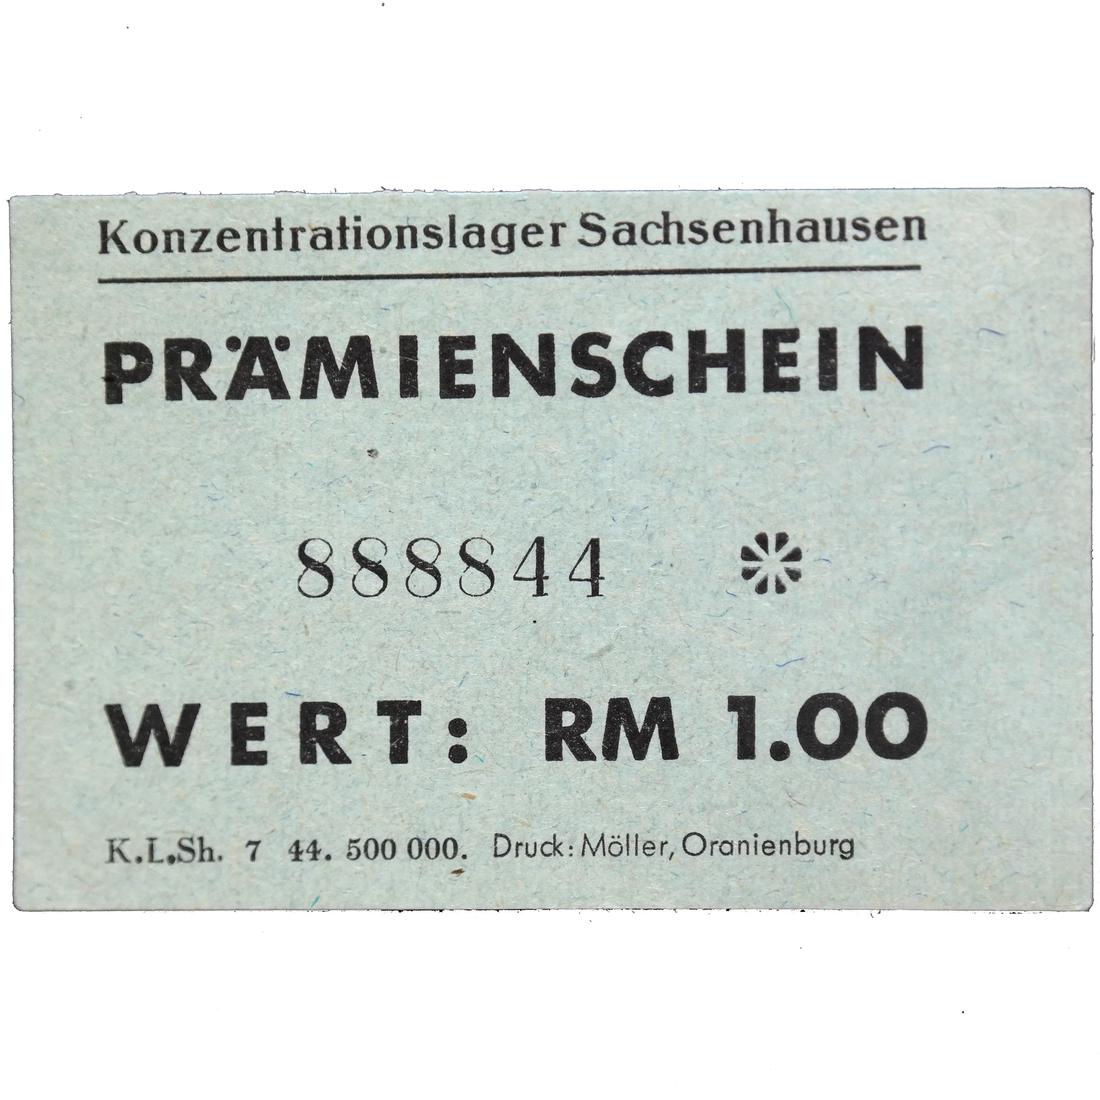 Konzentrationslager Sachsenhausen
PRÄMIENSCHEIN
888844
WERT: RM 1.00
K.L.Sh. 7 44. 500 000. Druck: Möller, Oranienburg